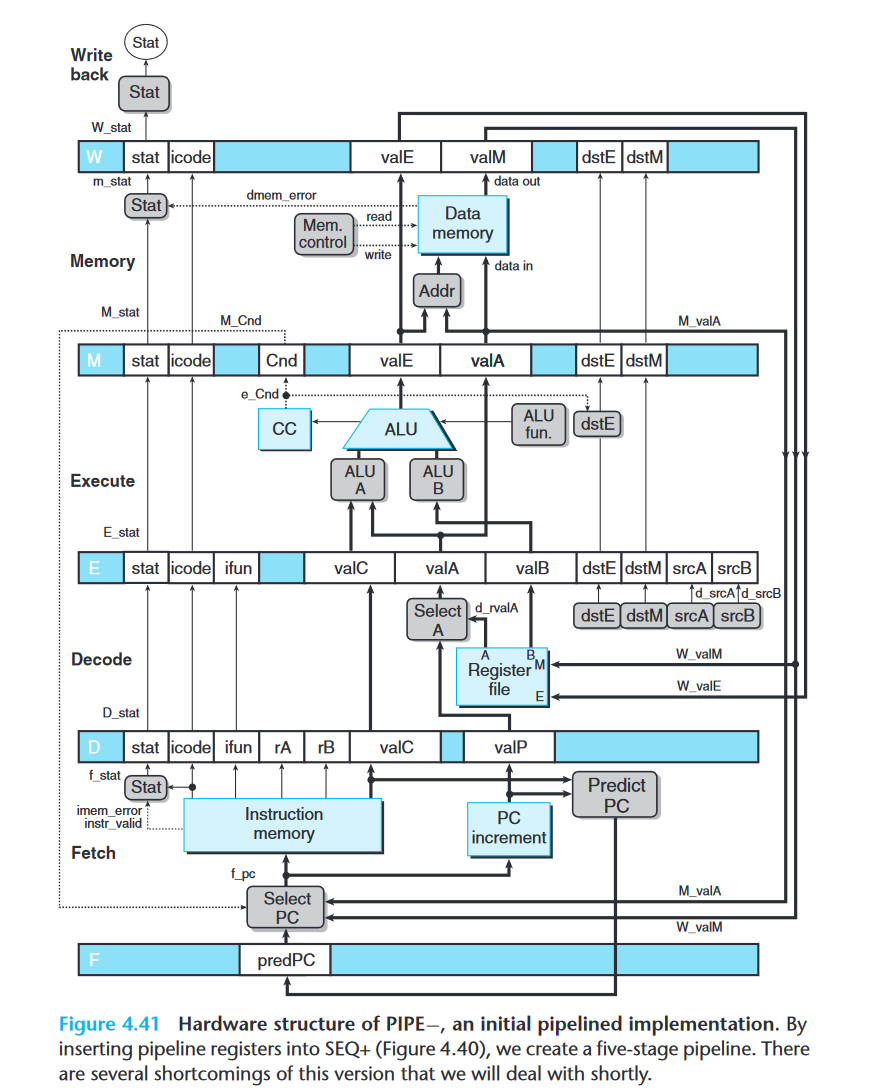 Stat
Write
back
Stat
W_stat
W stat icode valE valM dstE dstM
m_stat data out
Stat dmem_error
read
Mem.
control
write
Data
memory
Memory
data in
Addr
M_stat
M_Cnd
M_valA
M stat icode Cnd valE valA dstE dstM
e_Cnd
CC
ALU
ALU
fun.
dstE
ALU
A
ALU
B
Execute
E_stat
E stat icode ifun valC valA valB dstE dstM srcA srcB
d_srcA d_srcB
Select
A
d_rvalA
dstE dstM srcA srcB
A B
M
Register
file
E
W_valM
Decode
W_valE
D_stat
D stat icode ifun rA rB valC valP
f_stat
Stat
imem_error
instr_valid
Instruction
memory
PC
increment
Predict
PC
Fetch
f_pc
Select
PC
M_valA
W_valM
F predPC
Figure 4.41 Hardware structure of PIPE−, an initial pipelined implementation. By
inserting pipeline registers into SEQ+ (Figure 4.40), we create a five-stage pipeline. There
are several shortcomings of this version that we will deal with shortly.